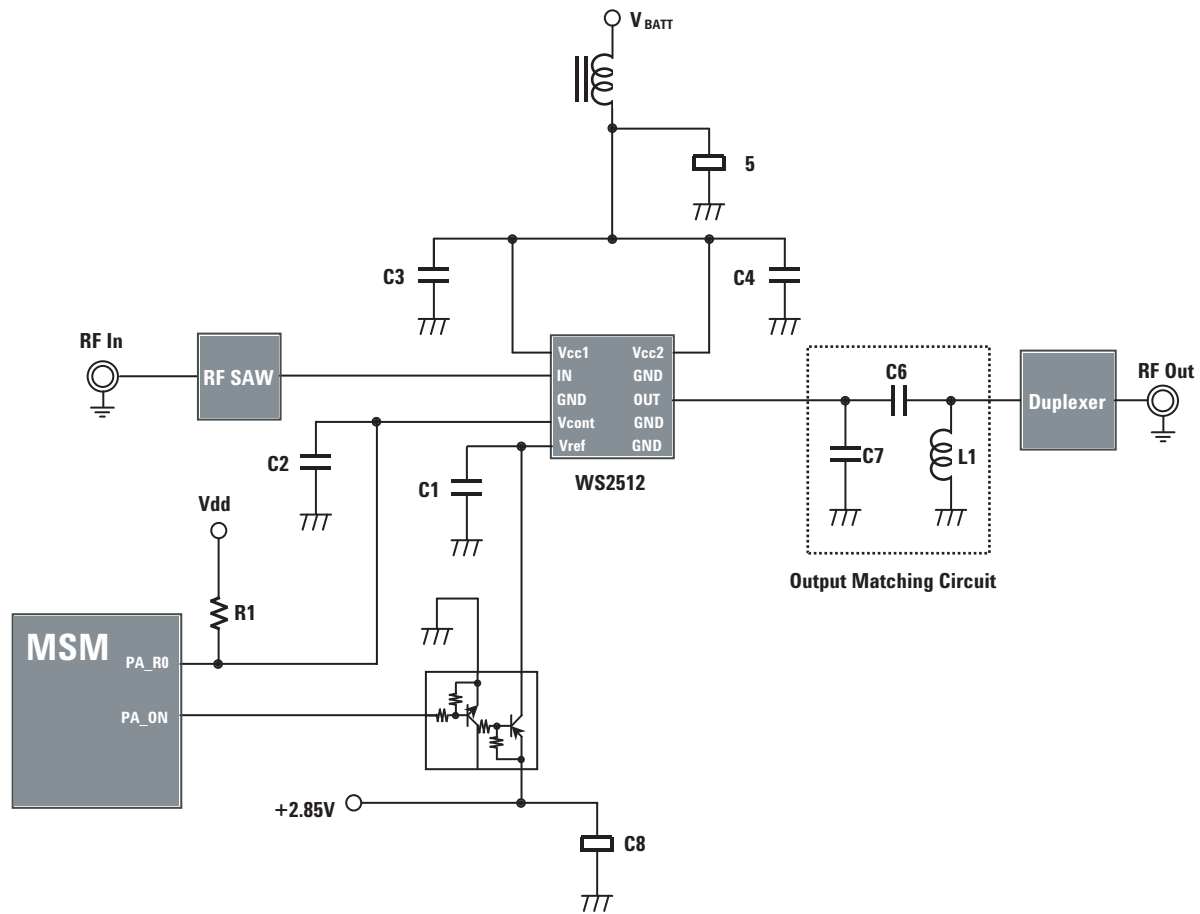 V BATT
5
C3
C4
RF In
RF SAW
Vcc1
Vcc2
IN
GND
GND
OUT
Vcont
GND
Vref
GND
WS2512
C6
C7
L1
Duplexer
RF Out
Output Matching Circuit
C2
C1
Vdd
R1
MSM
PA_R0
PA_ON
+2.85V
C8